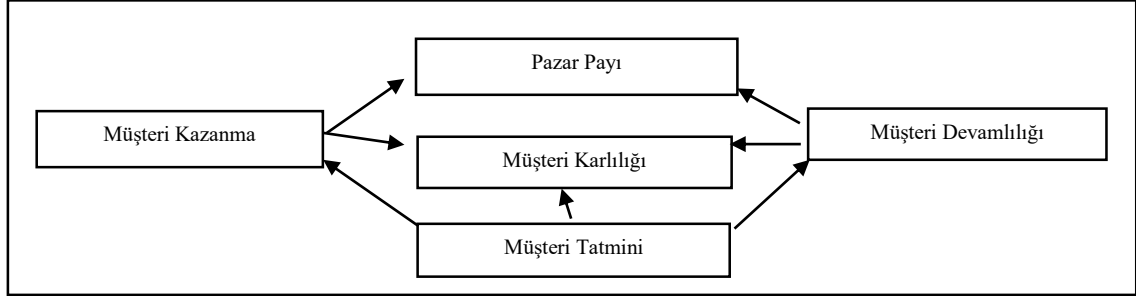 Pazar Payı
Müşteri Kazanma
Müşteri Devamlılığı
Müşteri Karlılığı
Müşteri Tatmini